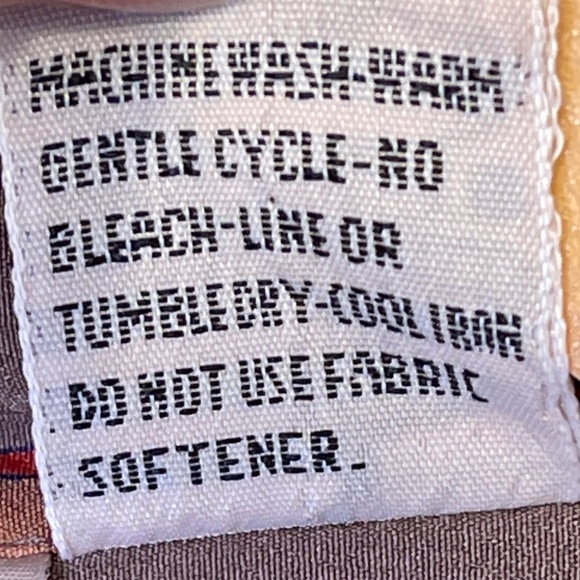 MACHINE WASH-WARM
GENTLE CYCLE-NO
BLEACH-LINE OR
TUMBLEDRY-COOL IRON
DO NOT USE FABRIC
SOFTENER.